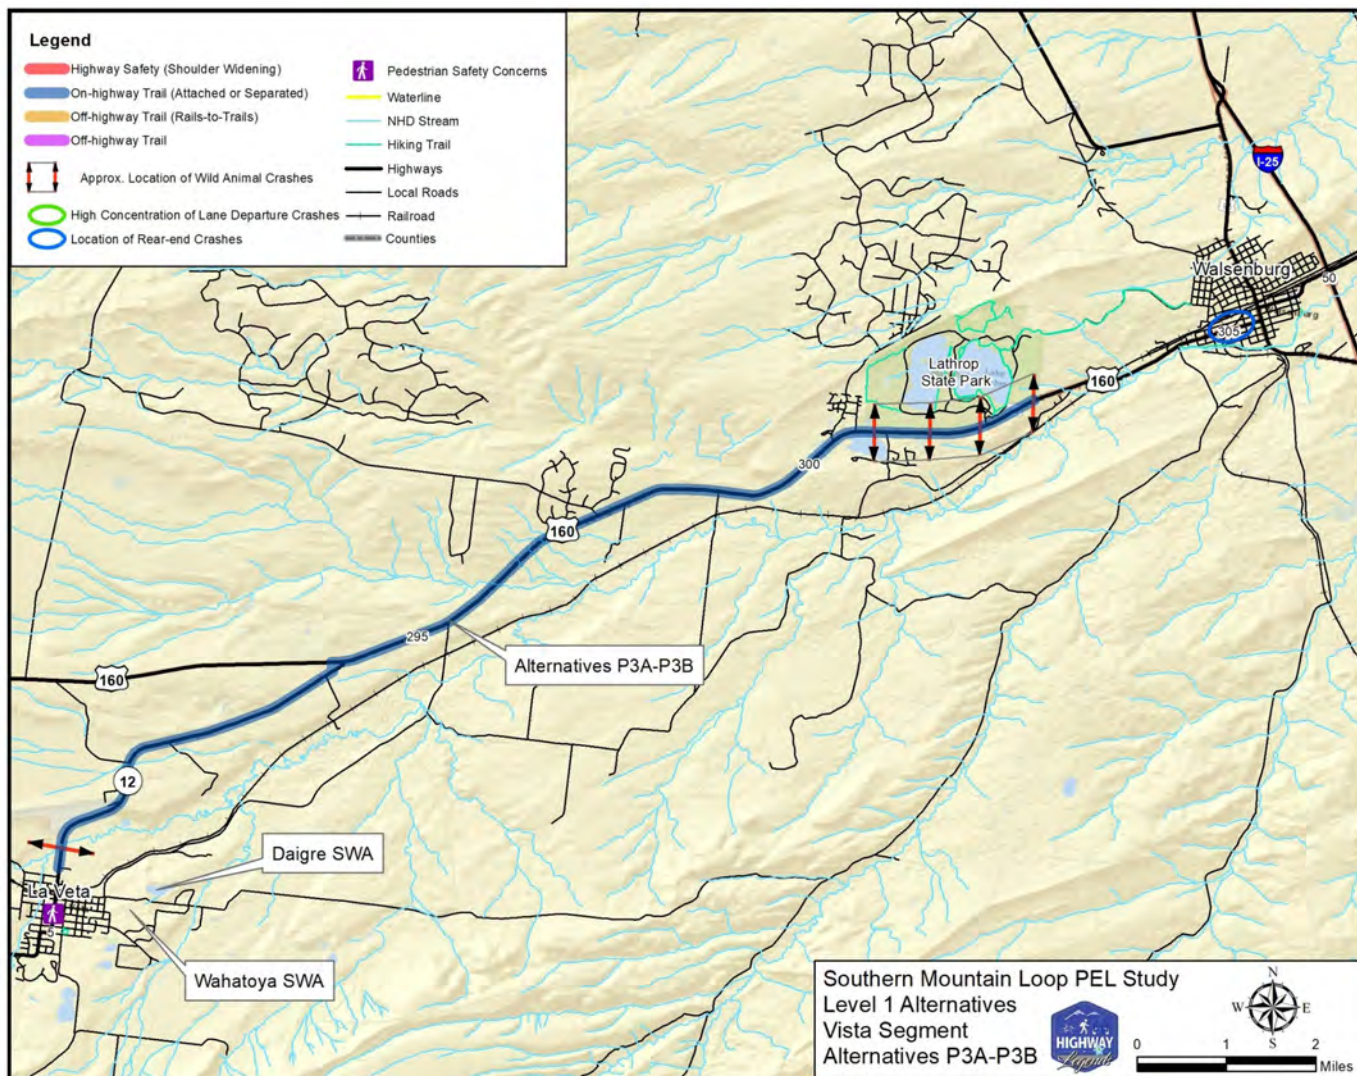 Legend
Highway Safety (Shoulder Widening)
On-highway Trail (Attached or Separated)
Off-highway Trail (Rails-to-Trails)
Off-highway Trail
Approx. Location of Wild Animal Crashes
High Concentration of Lane Departure Crashes
Location of Rear-end Crashes
Pedestrian Safety Concerns
Waterline
NHD Stream
Hiking Trail
Highways
Local Roads
Railroad
Counties
I-25
Walsenburg
50
305
Lathrop
State Park
160
300
160
295
Alternatives P3A-P3B
160
12
Daigre SWA
La Veta
5
Wahatoya SWA
Southern Mountain Loop PEL Study
Level 1 Alternatives
Vista Segment
Alternatives P3A-P3B
HIGHWAY
Legends
N
W E
S
0 1 2
Miles